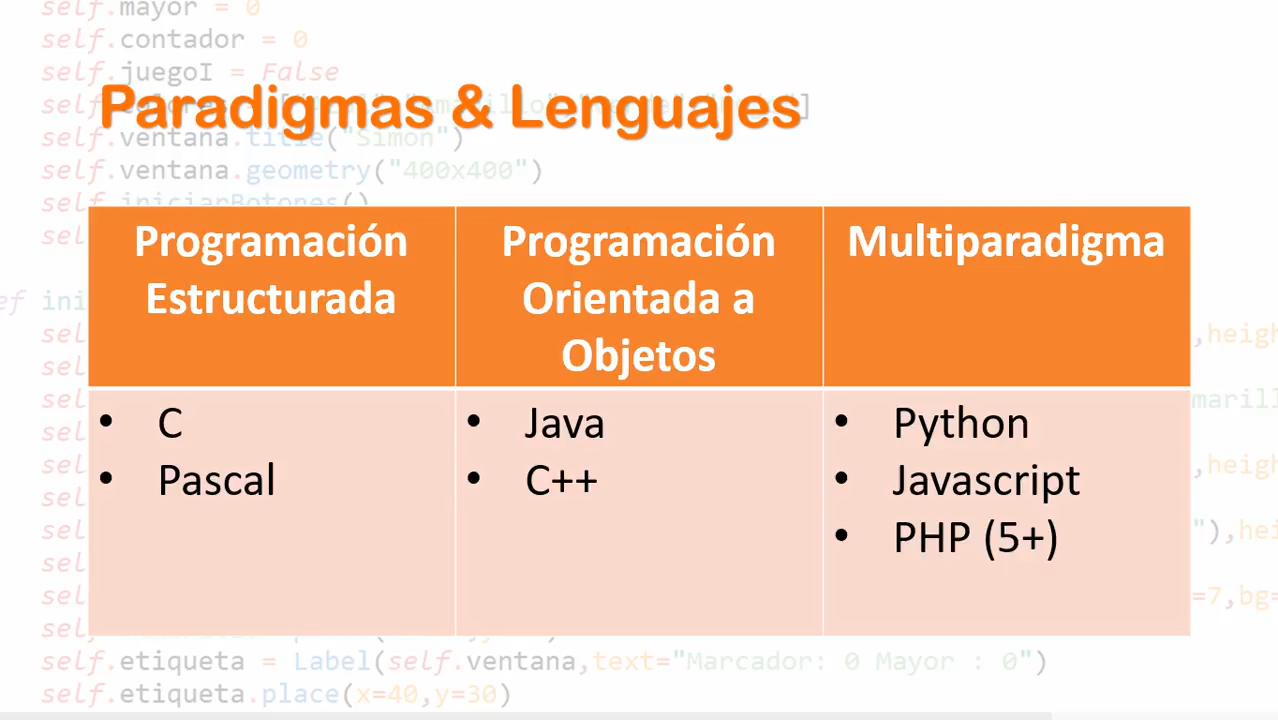 self.mayor = 0
self.contador = 0
self.juegoI = False
Paradigmas & Lenguajes
self.ventana.title("Simon")
self.ventana.geometry("400x400")
self.iniciarBotones()
Programación
Estructurada
Programación
Orientada a
Objetos
Multiparadigma
• C
• Pascal
• Java
• C++
• Python
• Javascript
• PHP (5+)
self.etiqueta = Label(self.ventana,text="Marcador: 0 Mayor : 0")
self.etiqueta.place(x=40,y=30)